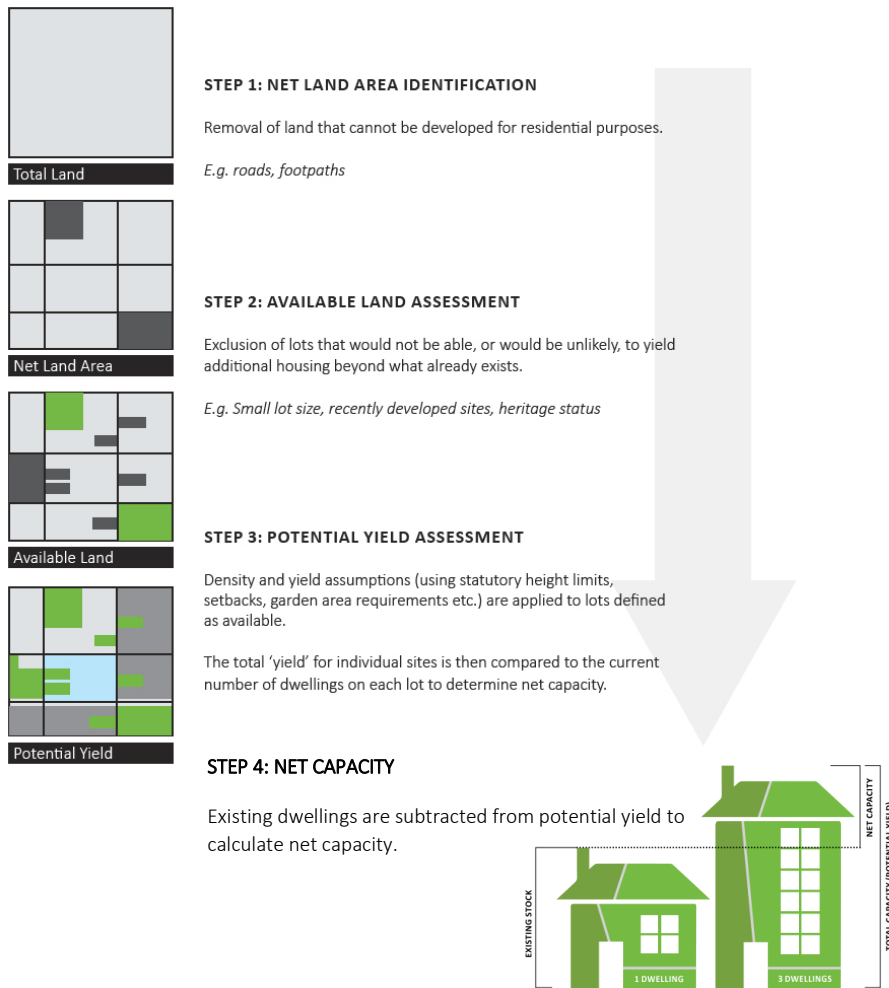 Total Land
STEP 1: NET LAND AREA IDENTIFICATION
Removal of land that cannot be developed for residential purposes.
E.g. roads, footpaths
Net Land Area
STEP 2: AVAILABLE LAND ASSESSMENT
Exclusion of lots that would not be able, or would be unlikely, to yield
additional housing beyond what already exists.
E.g. Small lot size, recently developed sites, heritage status
Available Land
STEP 3: POTENTIAL YIELD ASSESSMENT
Density and yield assumptions (using statutory height limits,
setbacks, garden area requirements etc.) are applied to lots defined
as available.
The total ‘yield’ for individual sites is then compared to the current
number of dwellings on each lot to determine net capacity.
Potential Yield
STEP 4: NET CAPACITY
Existing dwellings are subtracted from potential yield to
calculate net capacity.
EXISTING STOCK
1 DWELLING
3 DWELLINGS
NET CAPACITY
TOTAL CAPACITY (POTENTIAL YIELD)